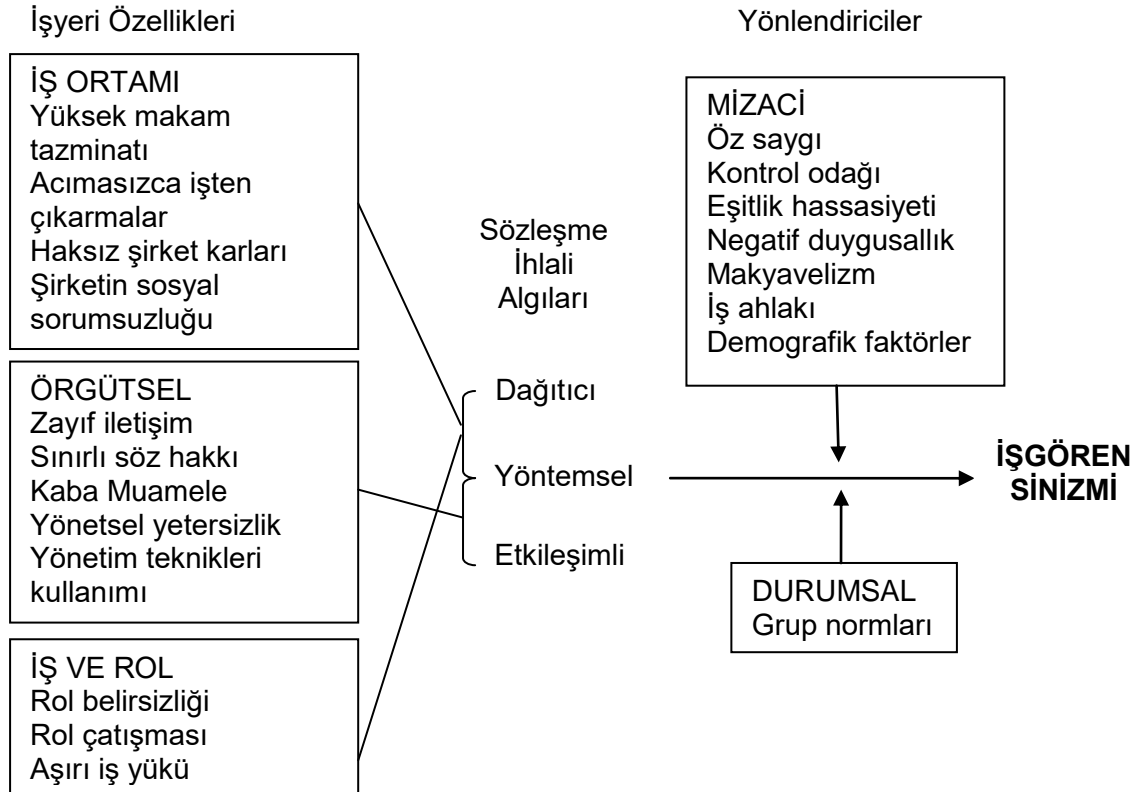 İşyeri Özellikleri
İŞ ORTAMI
Yüksek makam
tazminatı
Acımasızca işten
çıkarmalar
Haksız şirket karları
Şirketin sosyal
sorumsuzluğu
ÖRGÜTSEL
Zayıf iletişim
Sınırlı söz hakkı
Kaba Muamele
Yönetsel yetersizlik
Yönetim teknikleri
kullanımı
İŞ VE ROL
Rol belirsizliği
Rol çatışması
Aşırı iş yükü
Sözleşme
İhlali
Algıları
Dağıtıcı
Yöntemsel
Etkileşimli
Yönlendiriciler
MİZACİ
Öz saygı
Kontrol odağı
Eşitlik hassasiyeti
Negatif duygusallık
Makyavelizm
İş ahlakı
Demografik faktörler
DURUMSAL
Grup normları
İŞGÖREN
SİNİZMİ